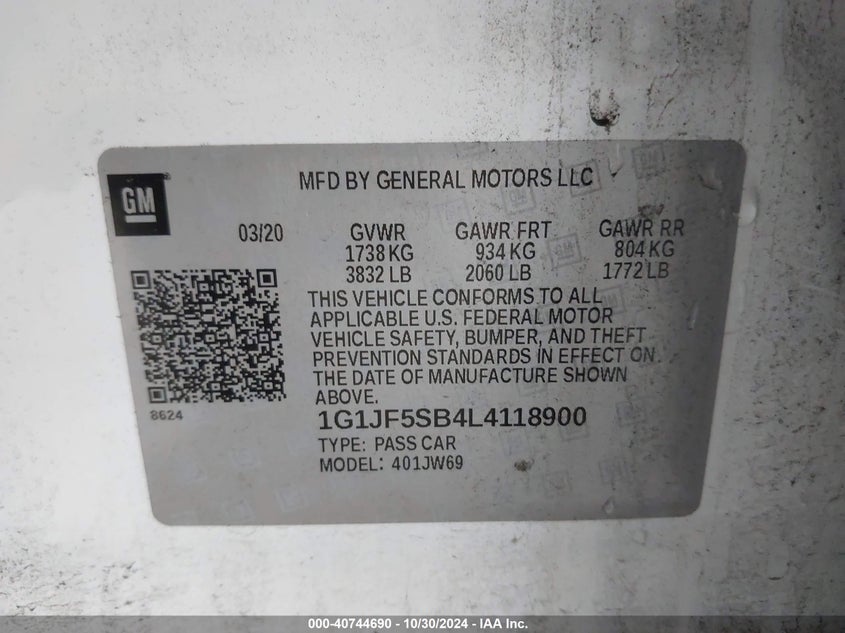 GM
MFD BY GENERAL MOTORS LLC
03/20 GVWR GAWR FRT GAWR RR
1738 KG 934 KG 804 KG
3832 LB 2060 LB 1772 LB
THIS VEHICLE CONFORMS TO ALL
APPLICABLE U.S. FEDERAL MOTOR
VEHICLE SAFETY, BUMPER, AND THEFT
PREVENTION STANDARDS IN EFFECT ON
THE DATE OF MANUFACTURE SHOWN
ABOVE.
8624
1G1JF5SB4L4118900
TYPE: PASS CAR
MODEL: 401JW69
000-40744690 - 10/30/2024 - IAA Inc.